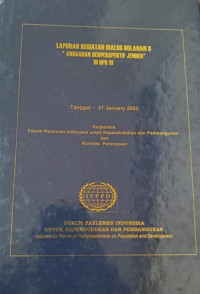 LAPORAN KEGIATAN DIALOG BULANAN II
" ANGGARAN BERPERSPEKTIF JENDER"
DI DPR RI
Tanggal : 31 January 2003
Kerjasama
Forum Parlemen Indonesia untuk Kependudukan dan Pembangunan
dan
Komnas Perempuan
IFPPD
FORUM PARLEMEN INDONESIA
UNTUK KEPENDUDUKAN DAN PEMBANGUNAN
Indonesian Forum of Parliamentarians on Population and Development